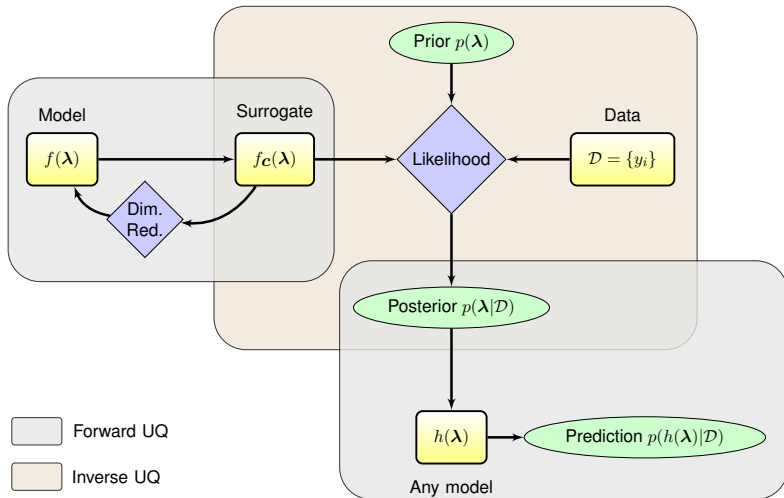 Prior p(λ)
Model
Surrogate
Data
f(λ)
f_c(λ)
Likelihood
𝒟 = {y_i}
Dim.
Red.
Posterior p(λ|𝒟)
Forward UQ
h(λ)
Prediction p(h(λ)|𝒟)
Inverse UQ
Any model